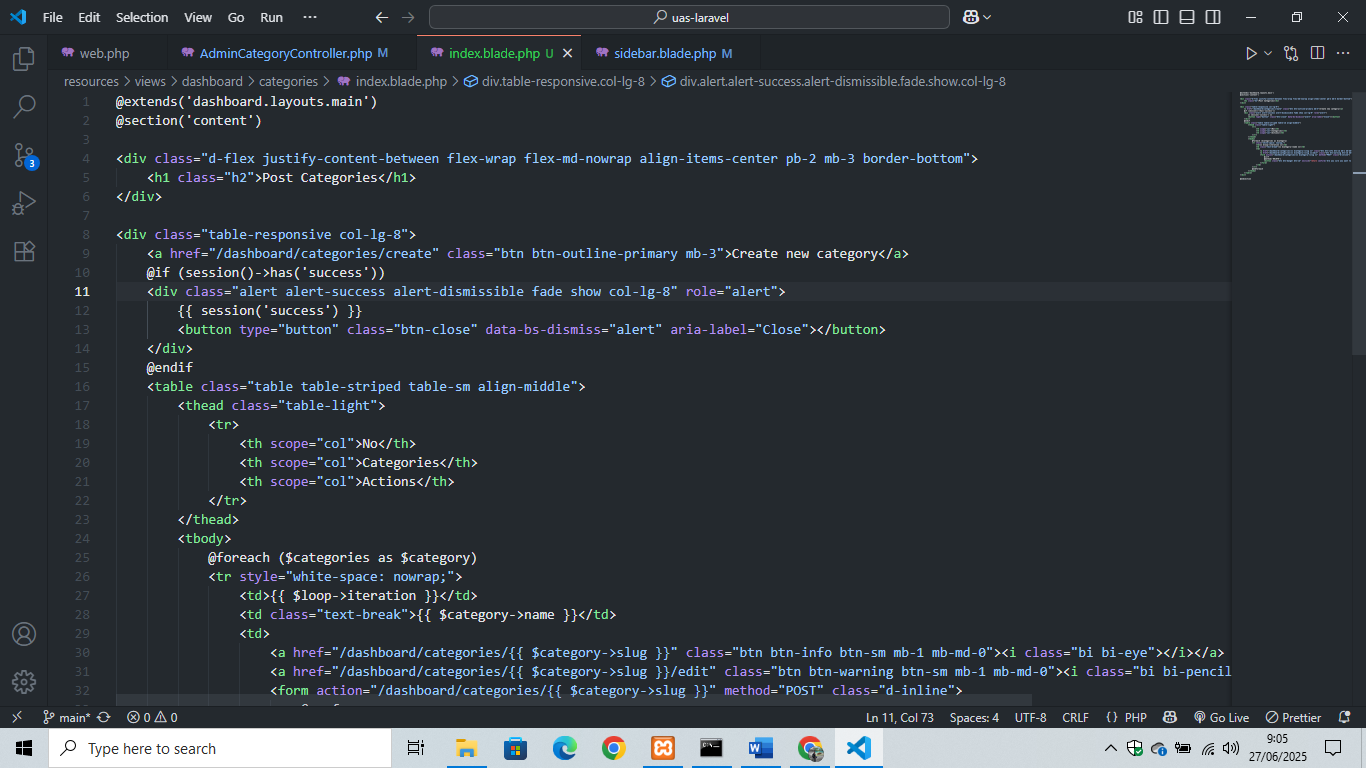 File Edit Selection View Go Run ··· uas-laravel
web.php AdminCategoryController.php M index.blade.php U sidebar.blade.php M
resources > views > dashboard > categories > index.blade.php > div.table-responsive.col-lg-8 > div.alert.alert-success.alert-dismissible.fade.show.col-lg-8
1 @extends('dashboard.layouts.main')
2 @section('content')
3
4 <div class="d-flex justify-content-between flex-wrap flex-md-nowrap align-items-center pb-2 mb-3 border-bottom">
5 <h1 class="h2">Post Categories</h1>
6 </div>
7
8 <div class="table-responsive col-lg-8">
9 <a href="/dashboard/categories/create" class="btn btn-outline-primary mb-3">Create new category</a>
10 @if (session()->has('success'))
11 <div class="alert alert-success alert-dismissible fade show col-lg-8" role="alert">
12 {{ session('success') }}
13 <button type="button" class="btn-close" data-bs-dismiss="alert" aria-label="Close"></button>
14 </div>
15 @endif
16 <table class="table table-striped table-sm align-middle">
17 <thead class="table-light">
18 <tr>
19 <th scope="col">No</th>
20 <th scope="col">Categories</th>
21 <th scope="col">Actions</th>
22 </tr>
23 </thead>
24 <tbody>
25 @foreach ($categories as $category)
26 <tr style="white-space: nowrap;">
27 <td>{{ $loop->iteration }}</td>
28 <td class="text-break">{{ $category->name }}</td>
29 <td>
30 <a href="/dashboard/categories/{{ $category->slug }}" class="btn btn-info btn-sm mb-1 mb-md-0"><i class="bi bi-eye"></i></a>
31 <a href="/dashboard/categories/{{ $category->slug }}/edit" class="btn btn-warning btn-sm mb-1 mb-md-0"><i class="bi bi-pencil
32 <form action="/dashboard/categories/{{ $category->slug }}" method="POST" class="d-inline">
3
main* 0 0 Ln 11, Col 73 Spaces: 4 UTF-8 CRLF {} PHP Go Live Prettier
Type here to search
9:05
27/06/2025